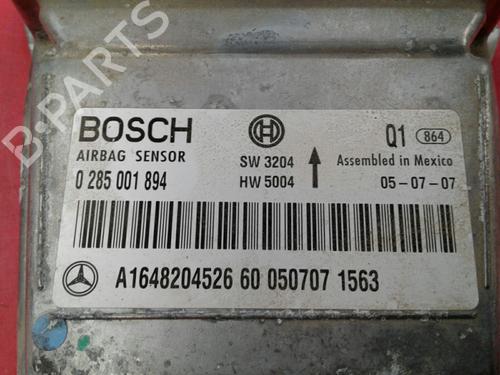 B-PARTS
BOSCH
AIRBAG SENSOR
0 285 001 894
SW 3204
HW 5004
Q1 864
Assembled in Mexico
05-07-07
A1648204526 60 050707 1563